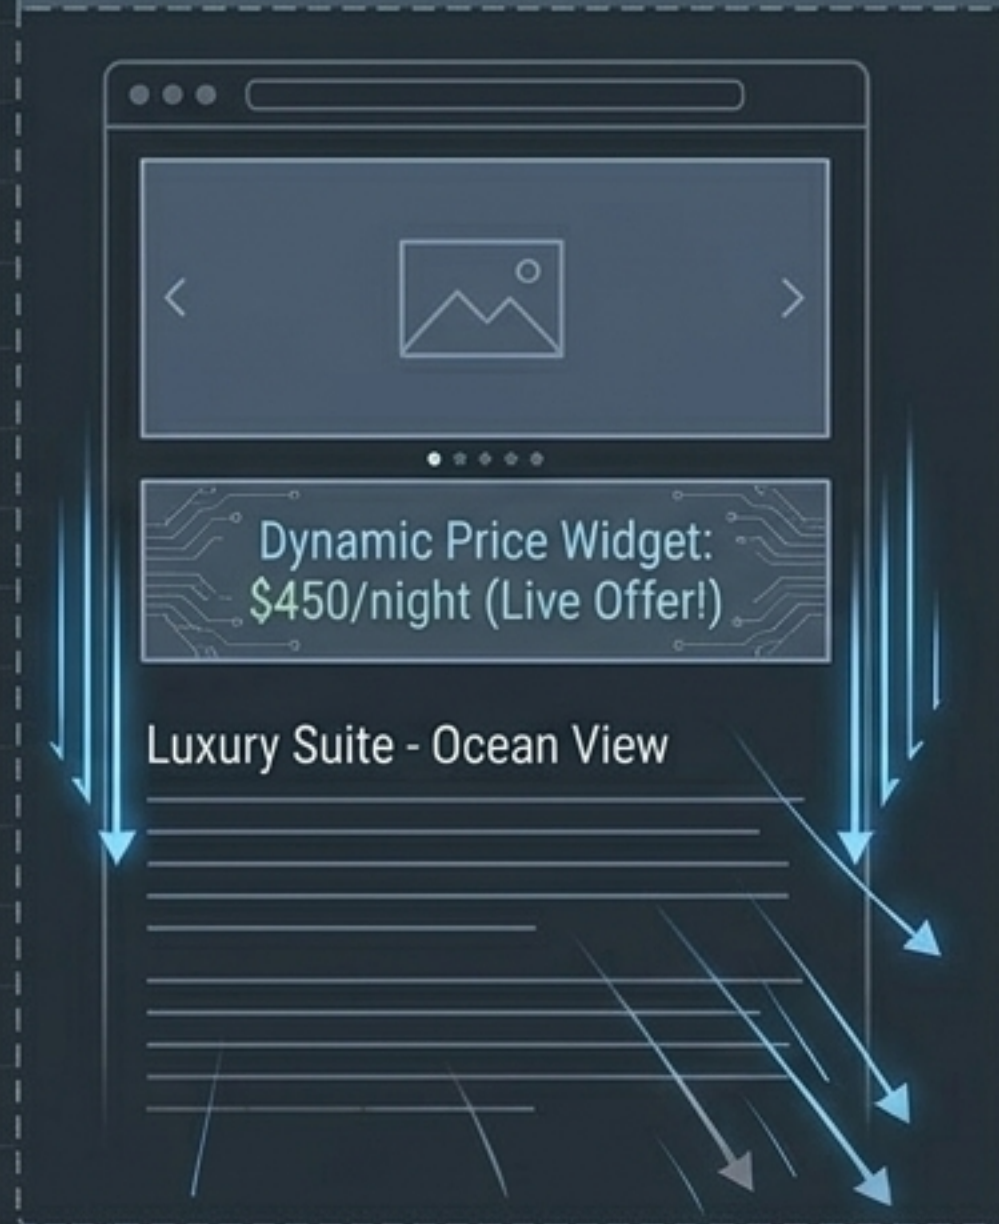 Dynamic Price Widget:
$450/night (Live Offer!)
Luxury Suite - Ocean View